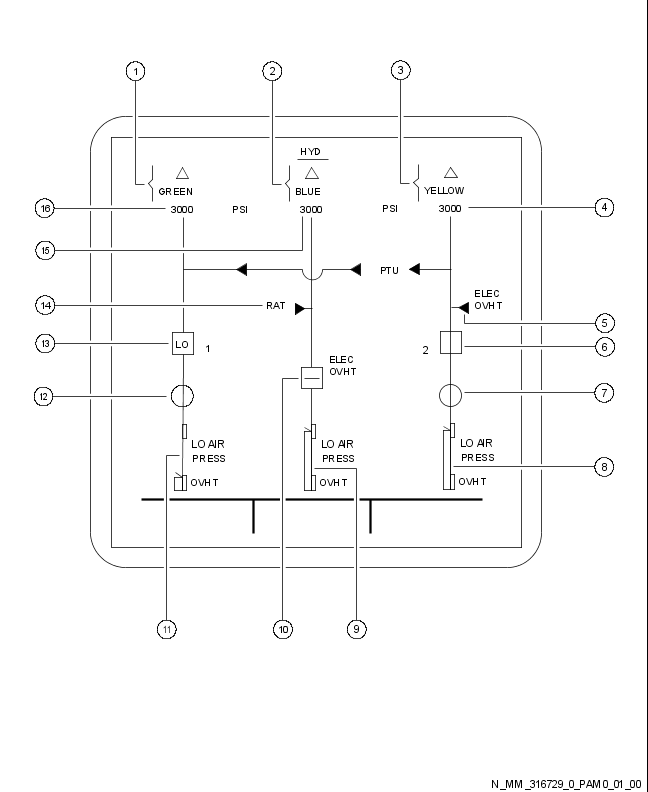 1
2
3
HYD
GREEN
BLUE
YELLOW
16
3000
PSI
3000
PSI
3000
4
15
PTU
14
RAT
ELEC
OVHT
5
13
LO
1
2
6
ELEC
OVHT
12
10
7
LO AIR
PRESS
LO AIR
PRESS
LO AIR
PRESS
8
OVHT
OVHT
OVHT
11
9
N_MM_316729_0_PAM0_01_00